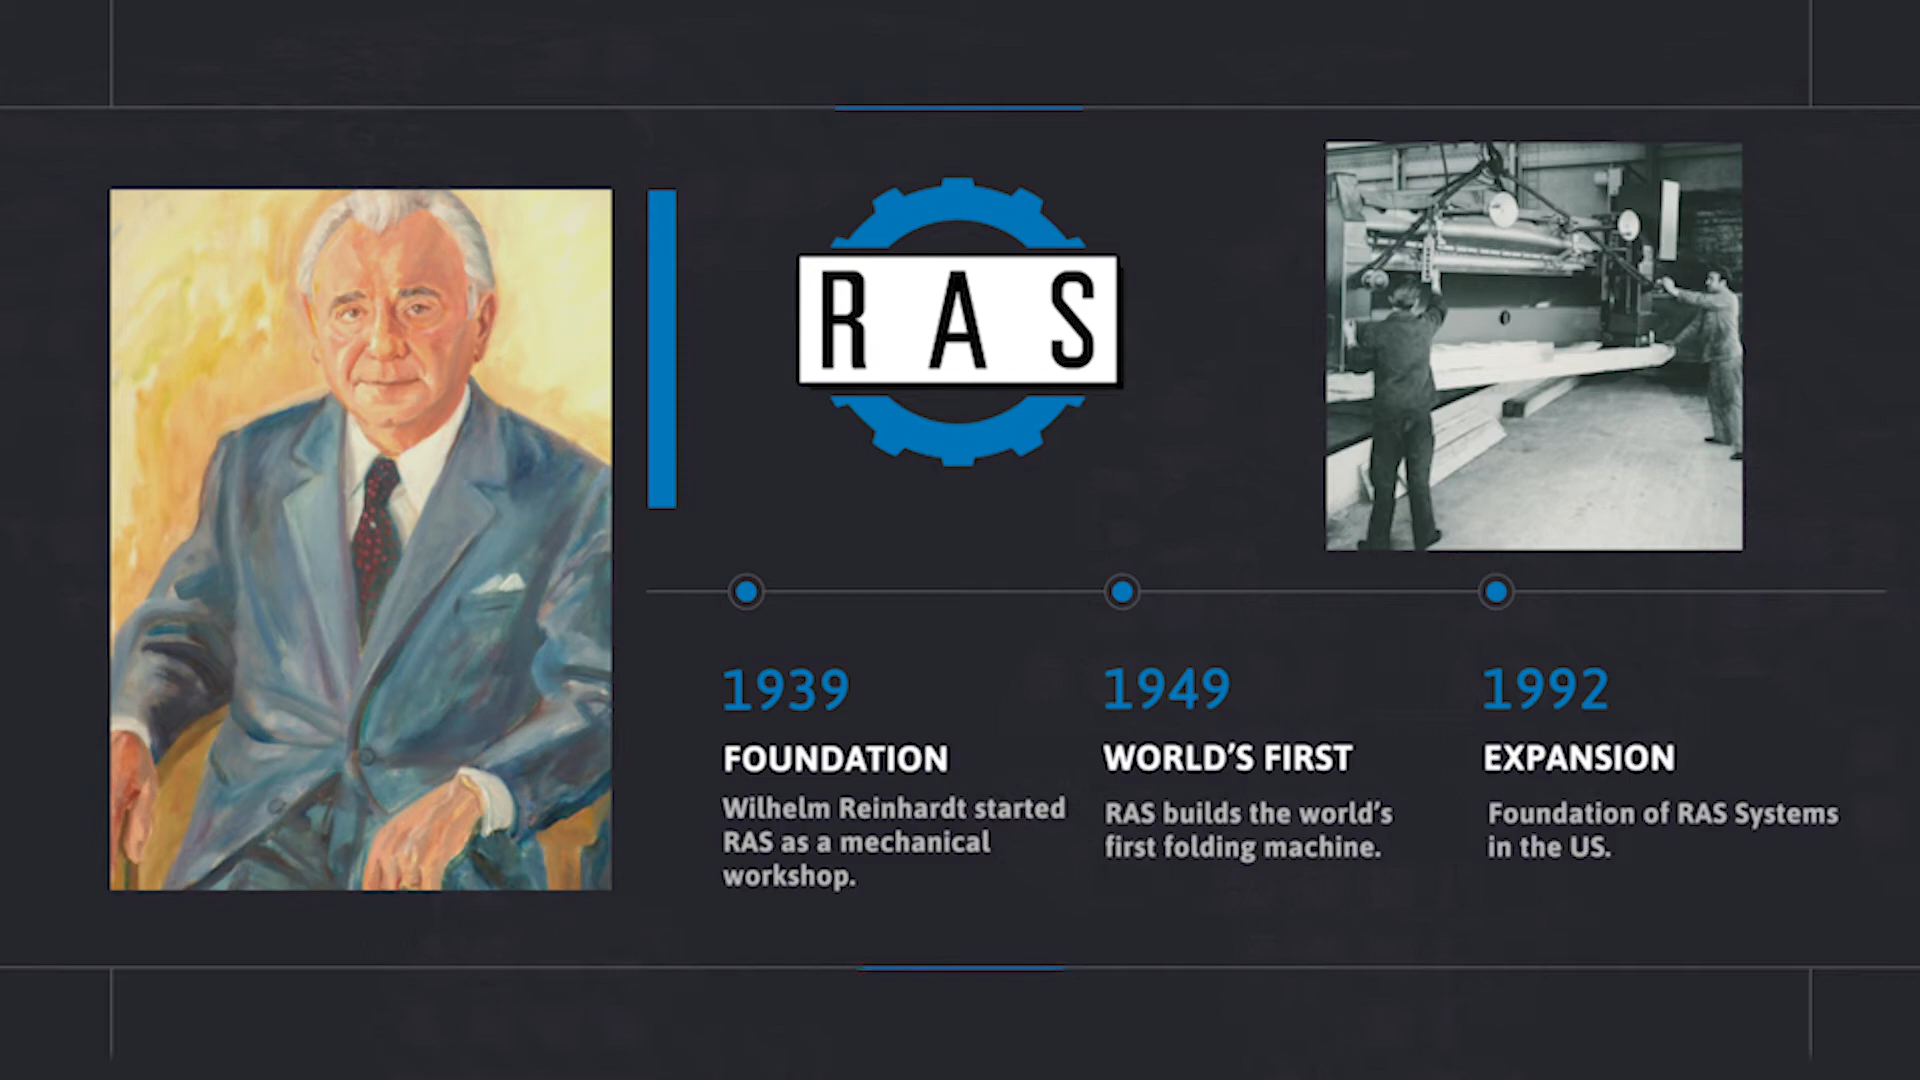 RAS
1939
FOUNDATION
Wilhelm Reinhardt started
RAS as a mechanical
workshop.
1949
WORLD’S FIRST
RAS builds the world’s
first folding machine.
1992
EXPANSION
Foundation of RAS Systems
in the US.